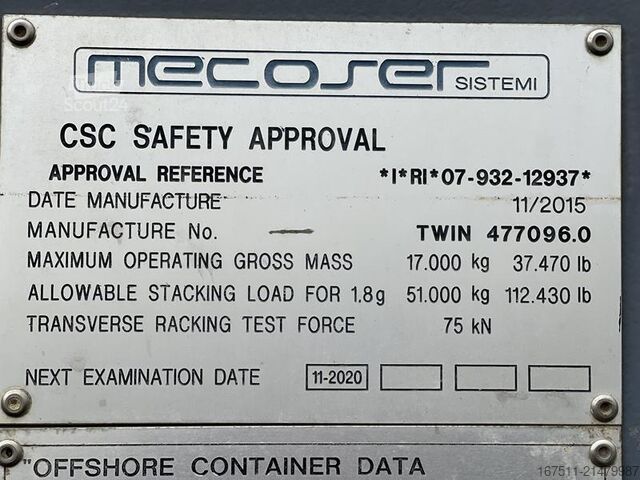 mecoser SISTEMI
Scout24
CSC SAFETY APPROVAL
APPROVAL REFERENCE *I*RI*07-932-12937*
DATE MANUFACTURE 11/2015
MANUFACTURE No. — TWIN 477096.0
MAXIMUM OPERATING GROSS MASS 17.000 kg 37.470 lb
ALLOWABLE STACKING LOAD FOR 1.8g 51.000 kg 112.430 lb
TRANSVERSE RACKING TEST FORCE 75 kN
NEXT EXAMINATION DATE 11-2020
"OFFSHORE CONTAINER DATA
167511-21479987